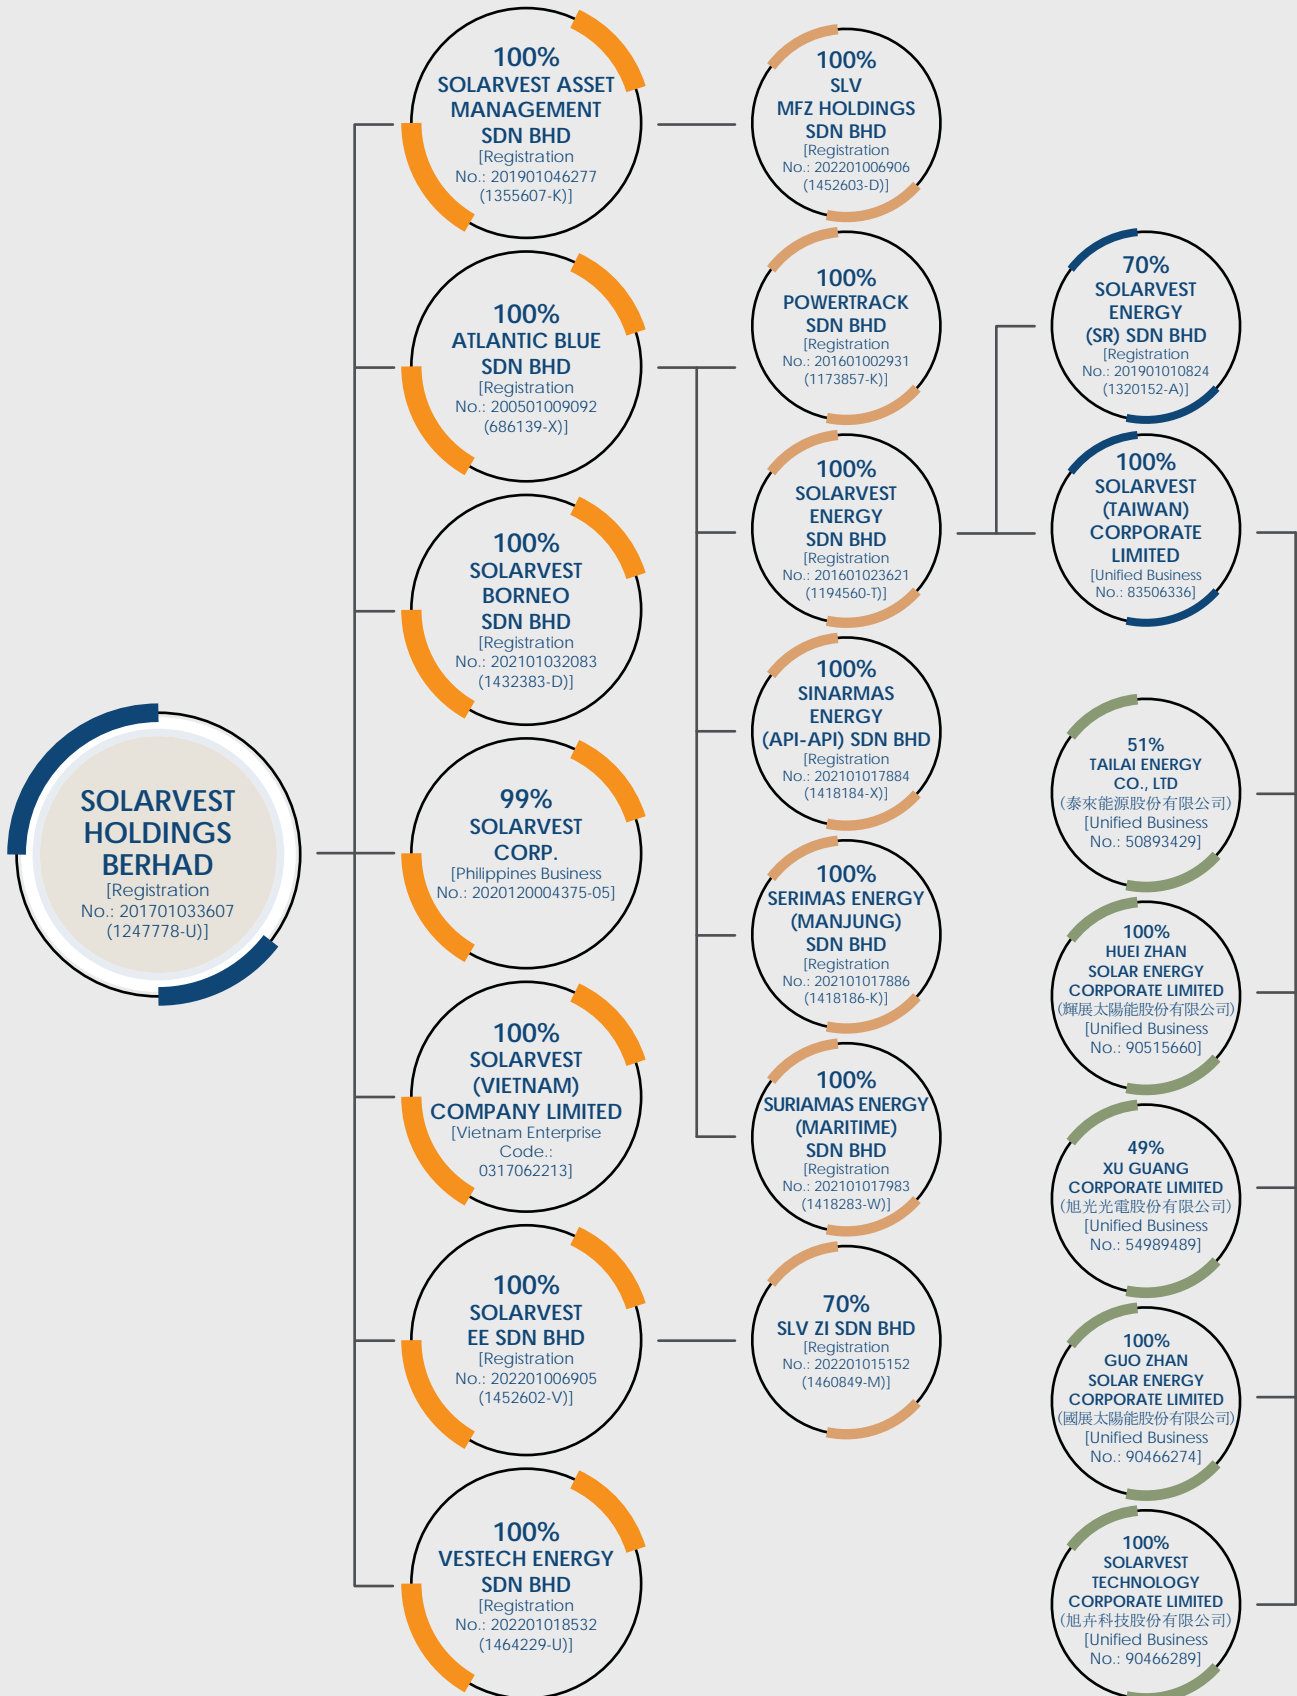 SOLARVEST
HOLDINGS
BERHAD
[Registration
No.: 201701033607
(1247778-U)]
100%
SOLARVEST ASSET
MANAGEMENT
SDN BHD
[Registration
No.: 201901046277
(1355607-K)]
100%
ATLANTIC BLUE
SDN BHD
[Registration
No.: 200501009092
(686139-X)]
100%
SOLARVEST
BORNEO
SDN BHD
[Registration
No.: 202101032083
(1432383-D)]
99%
SOLARVEST
CORP.
[Philippines Business
No.: 2020120004375-05]
100%
SOLARVEST
(VIETNAM)
COMPANY LIMITED
[Vietnam Enterprise
Code.:
0317062213]
100%
SOLARVEST
EE SDN BHD
[Registration
No.: 202201006905
(1452602-V)]
100%
VESTECH ENERGY
SDN BHD
[Registration
No.: 202201018532
(1464229-U)]
100%
SLV
MFZ HOLDINGS
SDN BHD
[Registration
No.: 202201006906
(1452603-D)]
100%
POWERTRACK
SDN BHD
[Registration
No.: 201601002931
(1173857-K)]
100%
SOLARVEST
ENERGY
SDN BHD
[Registration
No.: 201601023621
(1194560-T)]
100%
SINARMAS
ENERGY
(API-API) SDN BHD
[Registration
No.: 202101017884
(1418184-X)]
100%
SERIMAS ENERGY
(MANJUNG)
SDN BHD
[Registration
No.: 202101017886
(1418186-K)]
100%
SURIAMAS ENERGY
(MARITIME)
SDN BHD
[Registration
No.: 202101017983
(1418283-W)]
70%
SLV ZI SDN BHD
[Registration
No.: 202201015152
(1460849-M)]
70%
SOLARVEST
ENERGY
(SR) SDN BHD
[Registration
No.: 201901010824
(1320152-A)]
100%
SOLARVEST
(TAIWAN)
CORPORATE
LIMITED
[Unified Business
No.: 83506336]
51%
TAILAI ENERGY
CO., LTD
(泰來能源股份有限公司)
[Unified Business
No.: 50893429]
100%
HUEI ZHAN
SOLAR ENERGY
CORPORATE LIMITED
(輝展太陽能股份有限公司)
[Unified Business
No.: 90515660]
49%
XU GUANG
CORPORATE LIMITED
(旭光光電股份有限公司)
[Unified Business
No.: 54989489]
100%
GUO ZHAN
SOLAR ENERGY
CORPORATE LIMITED
(國展太陽能股份有限公司)
[Unified Business
No.: 90466274]
100%
SOLARVEST
TECHNOLOGY
CORPORATE LIMITED
(旭卉科技股份有限公司)
[Unified Business
No.: 90466289]